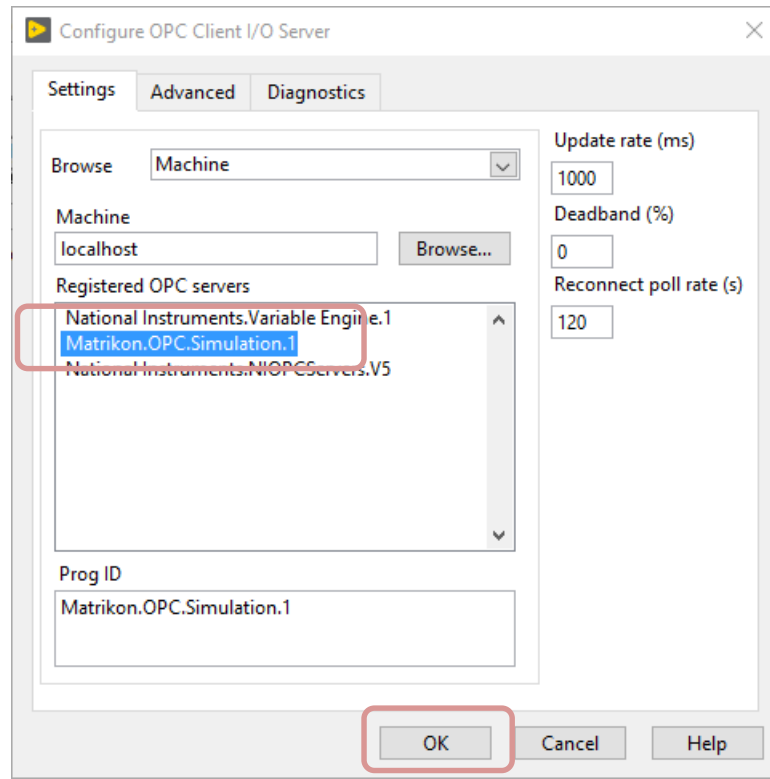 Configure OPC Client I/O Server
Settings Advanced Diagnostics
Browse Machine
Machine
localhost Browse...
Registered OPC servers
National Instruments.Variable Engine.1
Matrikon.OPC.Simulation.1
National Instruments.NIOPCServers.V5
Prog ID
Matrikon.OPC.Simulation.1
Update rate (ms)
1000
Deadband (%)
0
Reconnect poll rate (s)
120
OK Cancel Help